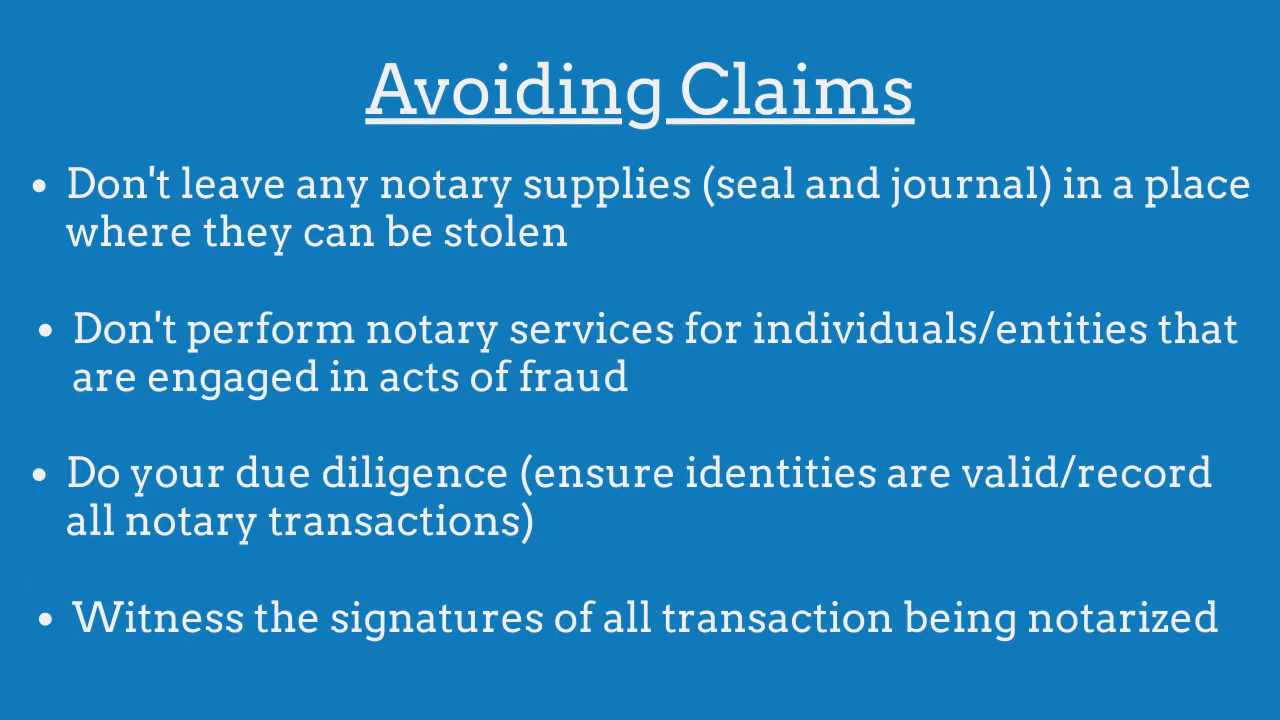 Avoiding Claims
• Don't leave any notary supplies (seal and journal) in a place
where they can be stolen
• Don't perform notary services for individuals/entities that
are engaged in acts of fraud
• Do your due diligence (ensure identities are valid/record
all notary transactions)
• Witness the signatures of all transaction being notarized